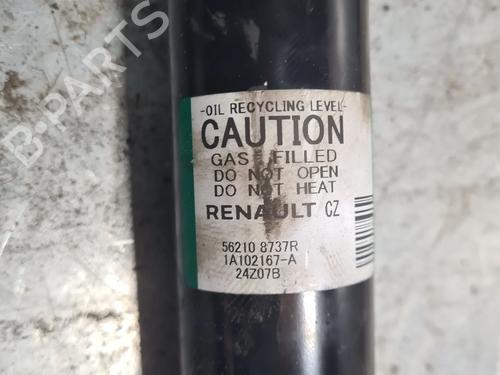 -OIL RECYCLING LEVEL-
CAUTION
GAS FILLED
DO NOT OPEN
DO NOT HEAT
RENAULT CZ
56210 8737R
1A102167-A
24Z07B
B-PARTS